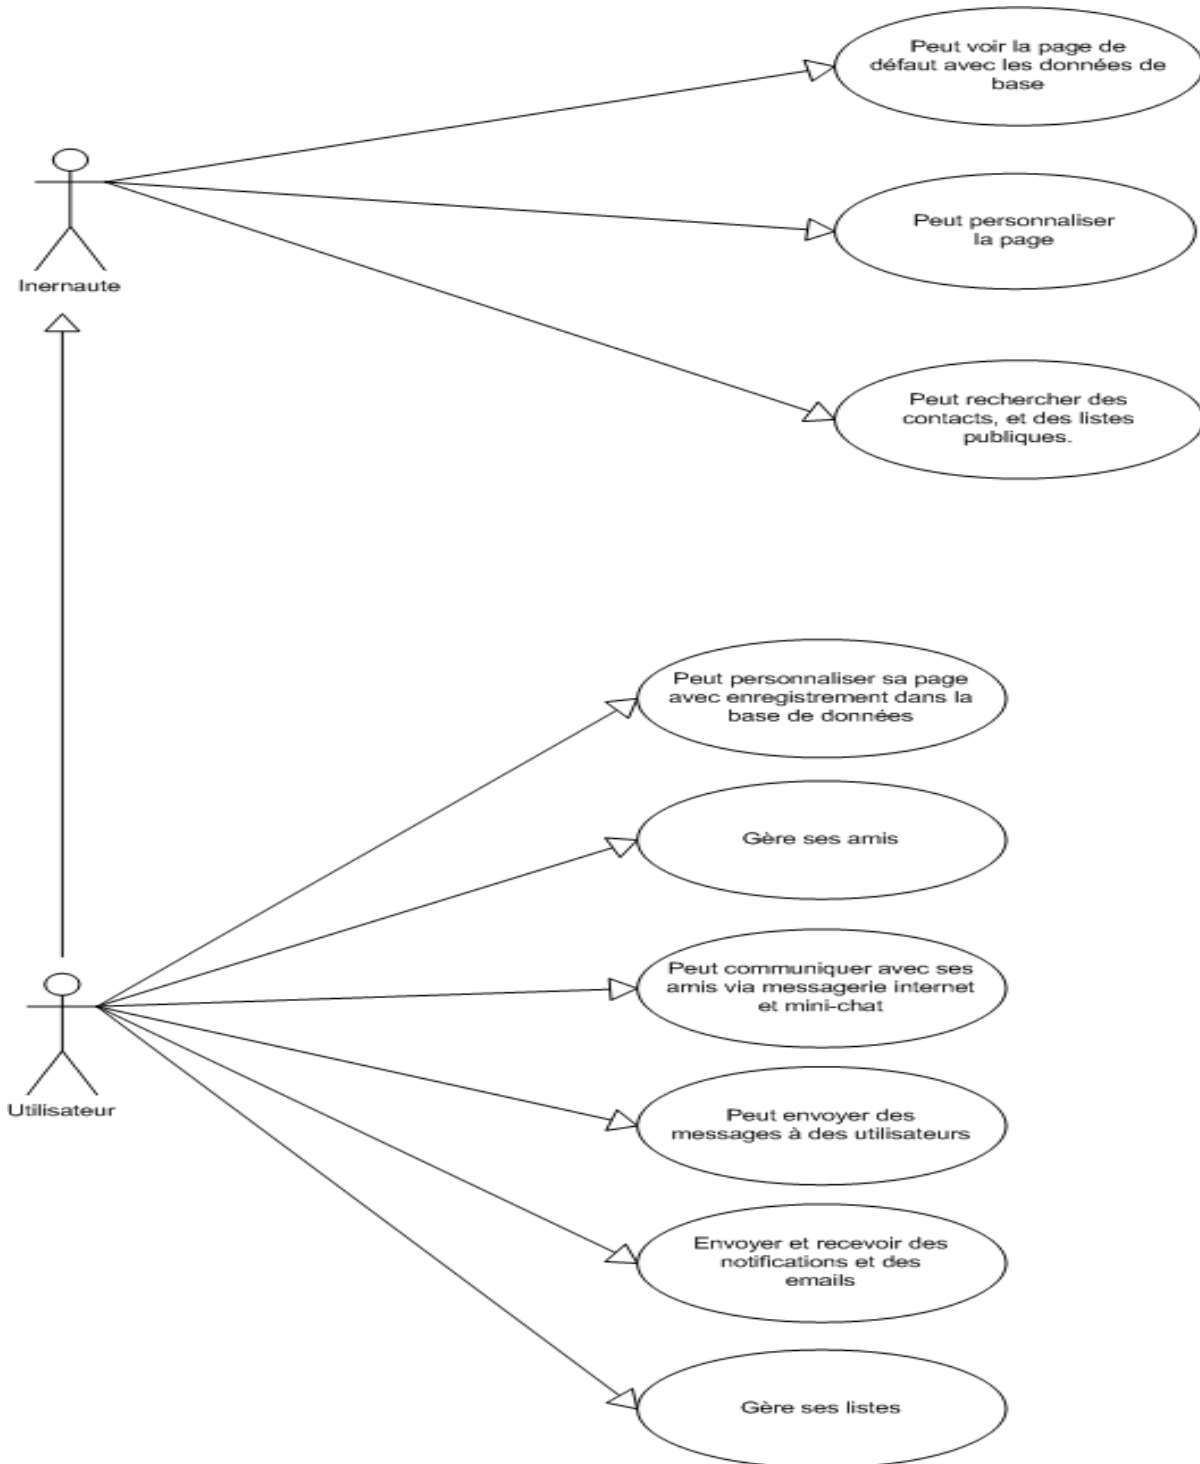 Peut voir la page de
défaut avec les données de
base
Inernaute
Peut personnaliser
la page
Peut rechercher des
contacts, et des listes
publiques.
Peut personnaliser sa page
avec enregistrement dans la
base de données
Gère ses amis
Peut communiquer avec ses
amis via messagerie internet
et mini-chat
Utilisateur
Peut envoyer des
messages à des utilisateurs
Envoyer et recevoir des
notifications et des
emails
Gère ses listes